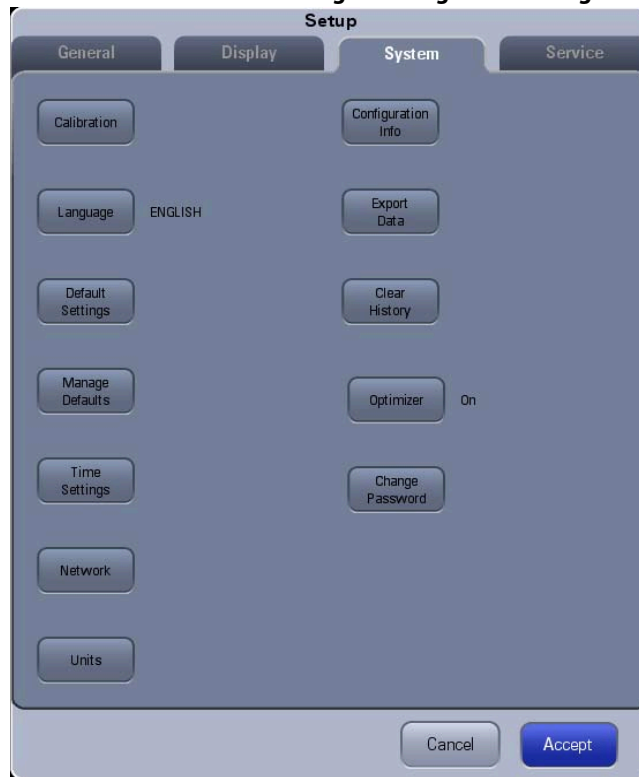 Setup
General Display System Service
Calibration
Configuration
Info
Language ENGLISH
Export
Data
Default
Settings
Clear
History
Manage
Defaults
Optimizer On
Time
Settings
Change
Password
Network
Units
Cancel Accept